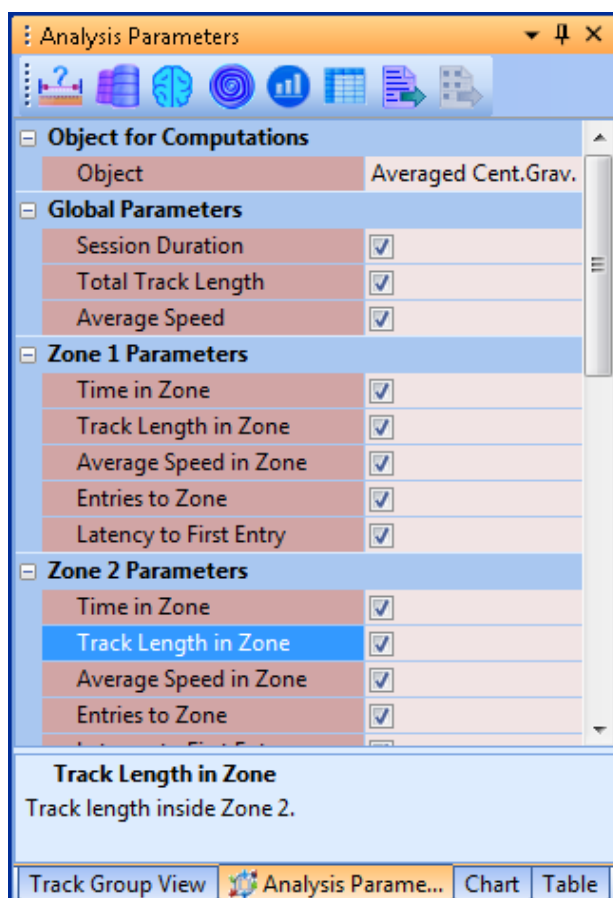 Analysis Parameters
?
Object for Computations
Object Averaged Cent.Grav.
Global Parameters
Session Duration
Total Track Length
Average Speed
Zone 1 Parameters
Time in Zone
Track Length in Zone
Average Speed in Zone
Entries to Zone
Latency to First Entry
Zone 2 Parameters
Time in Zone
Track Length in Zone
Average Speed in Zone
Entries to Zone
Track Length in Zone
Track length inside Zone 2.
Track Group View Analysis Parame... Chart Table